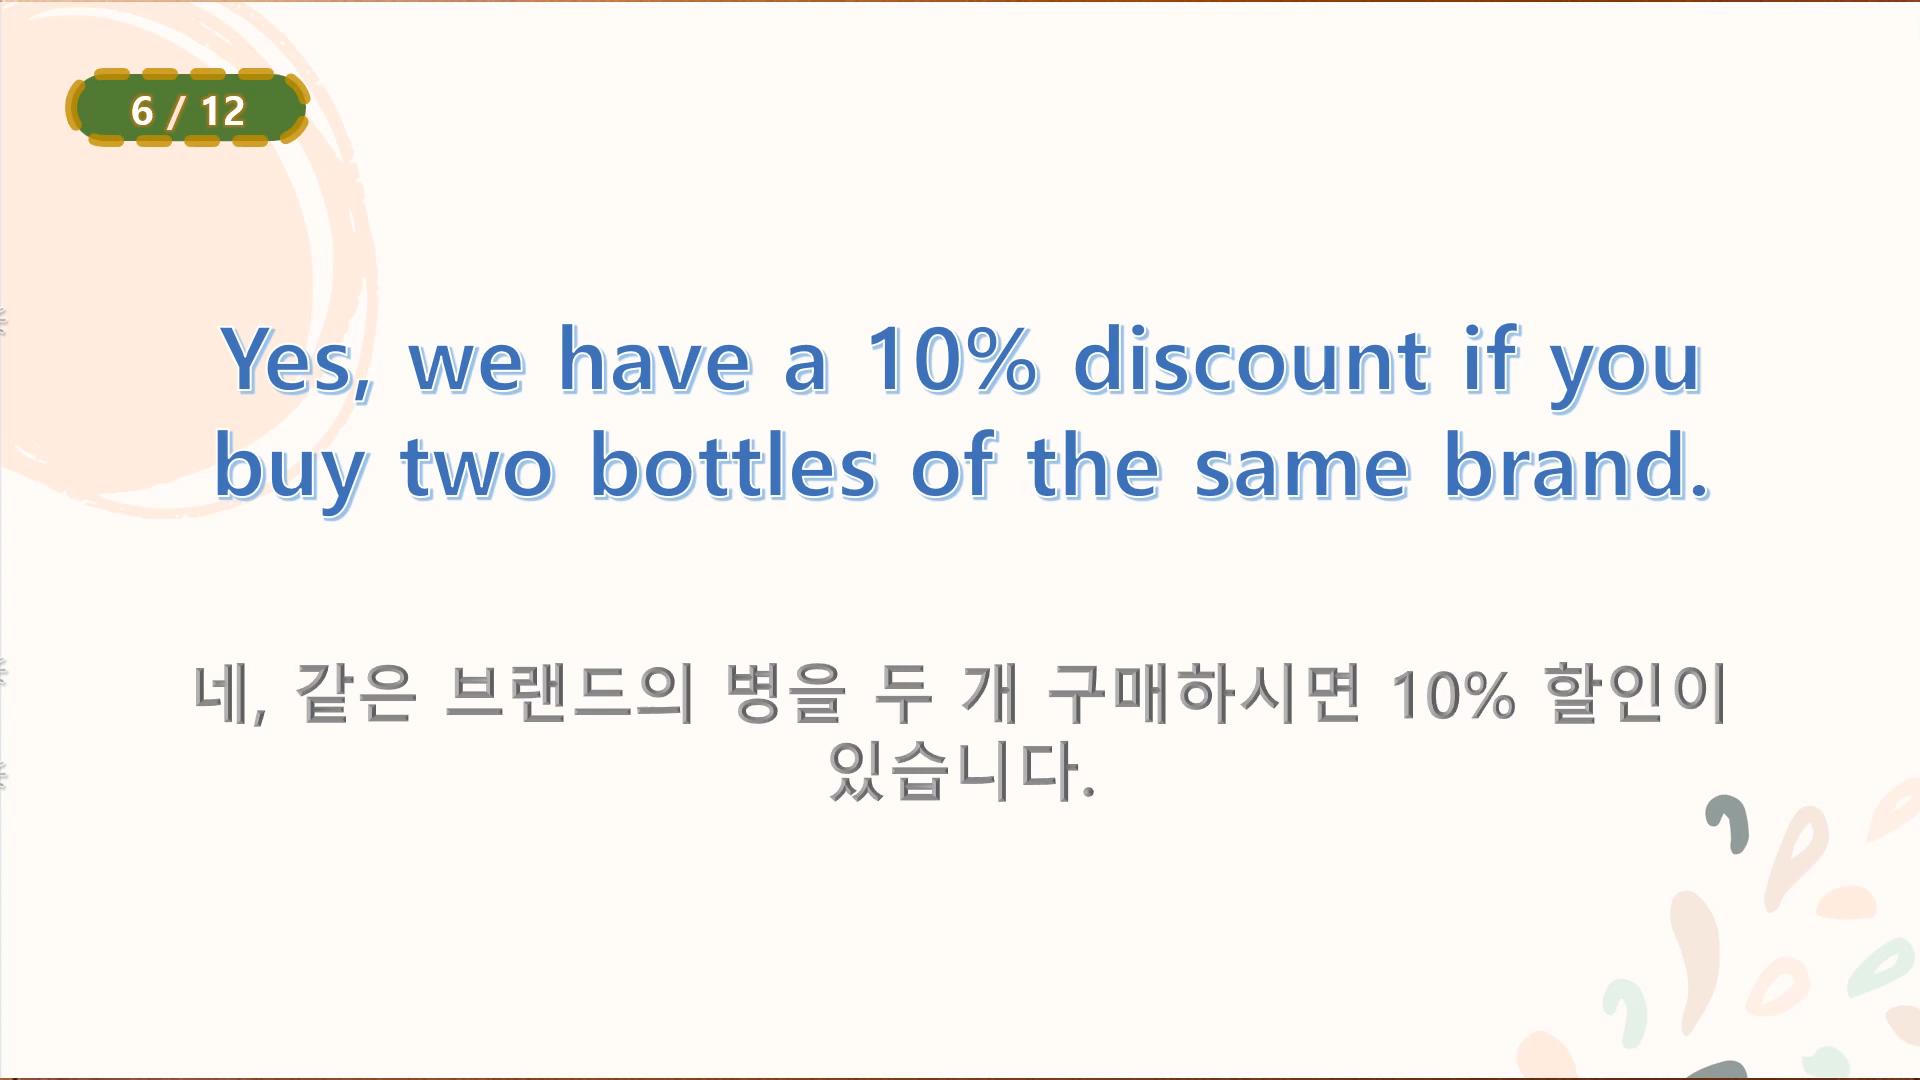 6 / 12
Yes, we have a 10% discount if you
buy two bottles of the same brand.
네, 같은 브랜드의 병을 두 개 구매하시면 10% 할인이
있습니다.